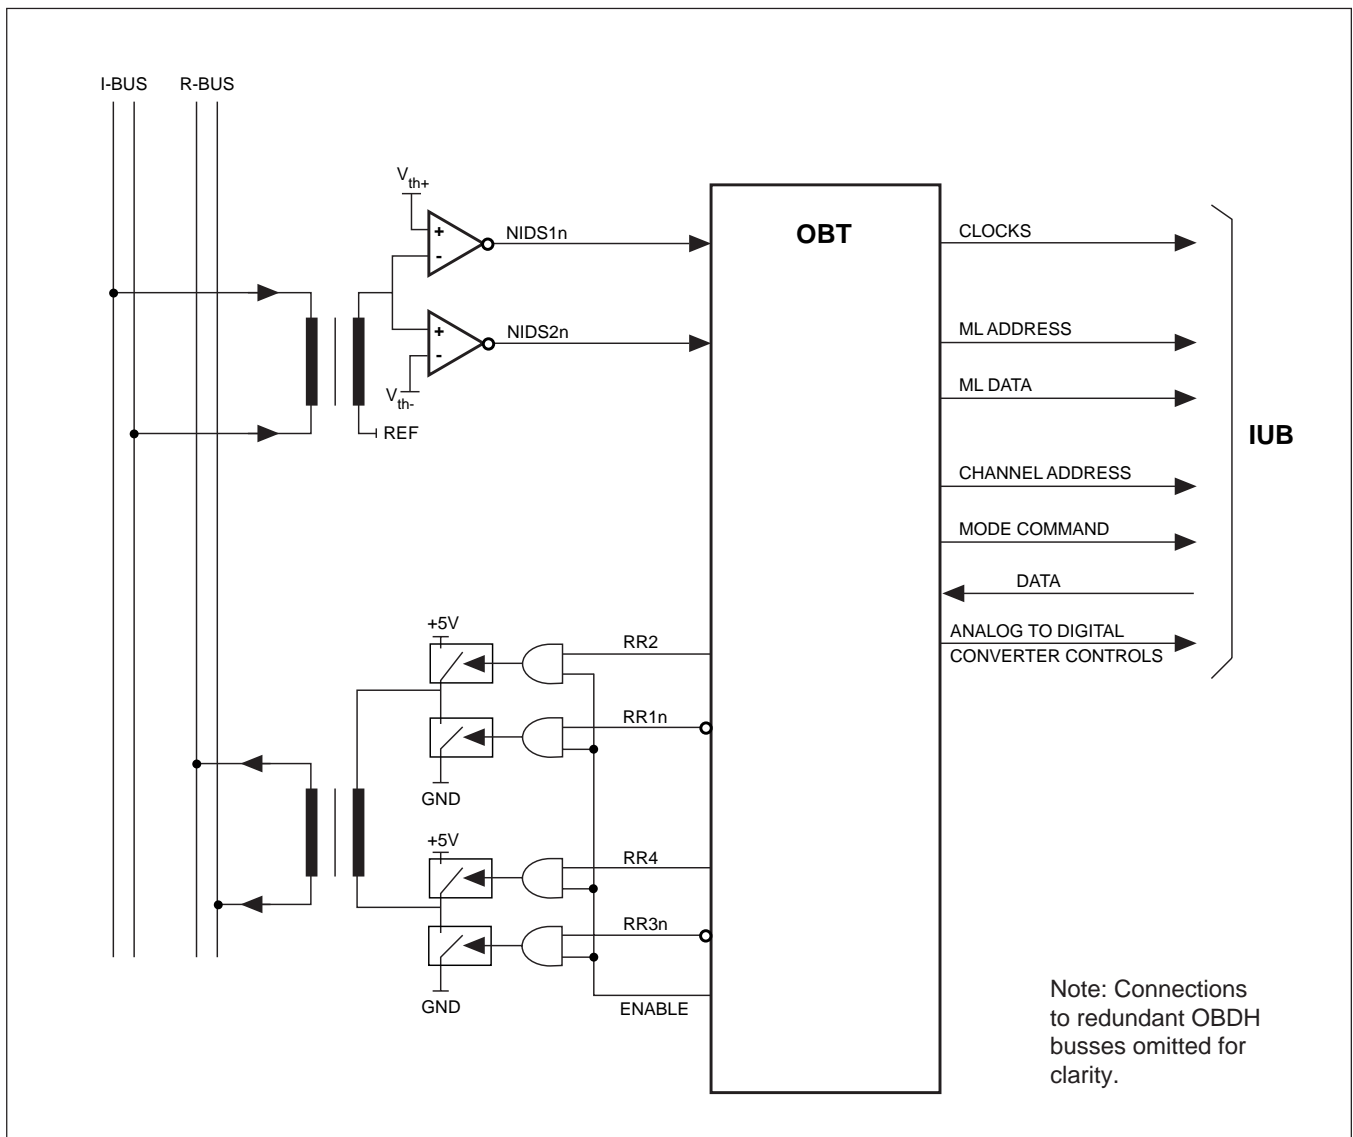 I-BUS
R-BUS
Vth+
+
-
NIDS1n
+
-
NIDS2n
Vth-
REF
OBT
CLOCKS
ML ADDRESS
ML DATA
IUB
CHANNEL ADDRESS
MODE COMMAND
DATA
ANALOG TO DIGITAL
CONVERTER CONTROLS
+5V
RR2
RR1n
GND
+5V
RR4
RR3n
GND
ENABLE
Note: Connections
to redundant OBDH
busses omitted for
clarity.